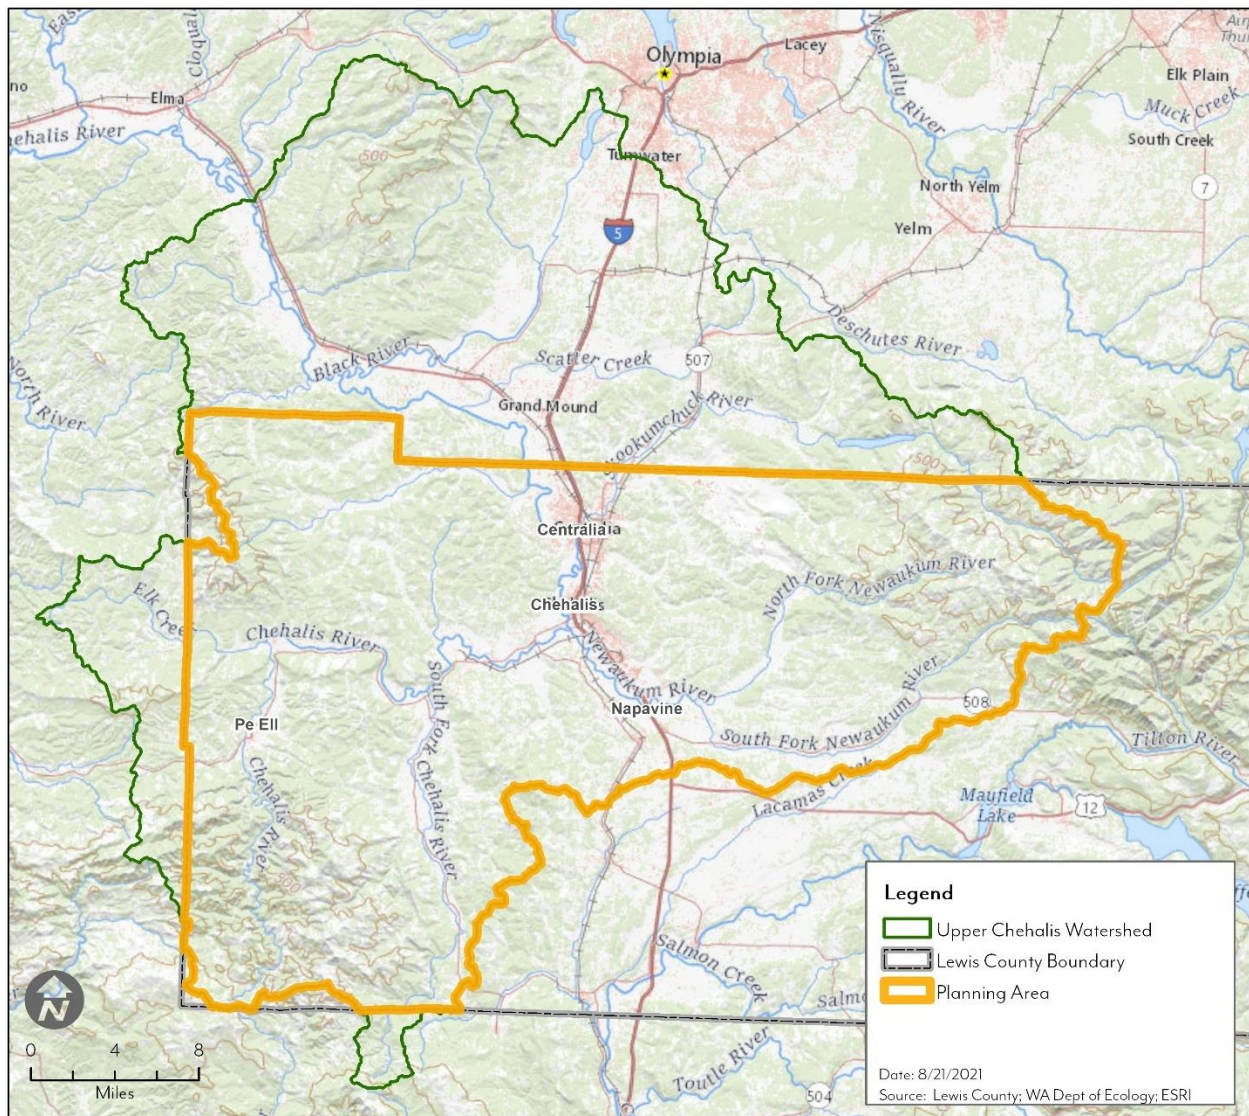 Olympia
Lacey
Elk Plain
Elma
Muck Creek
Chehalis River
Nisqually River
South Creek
500
Tumwater
North Yelm
7
Yelm
5
Deschutes River
Black River
Scatter Creek
507
North River
Grand Mound
Skookumchuck River
500
Centralia
North Fork Newaukum River
Chehalis
Elk Creek
Chehalis River
Newaukum River
South Fork Newaukum River
South Fork Chehalis River
Napavine
508
Pe Ell
Tilton River
Chehalis River
Lacamas Creek
Mayfield
Lake
12
500
Legend
Upper Chehalis Watershed
Lewis County Boundary
Planning Area
Salmon Creek
N
0 4 8
Miles
Toutle River
504
Date: 8/21/2021
Source: Lewis County; WA Dept of Ecology; ESRI